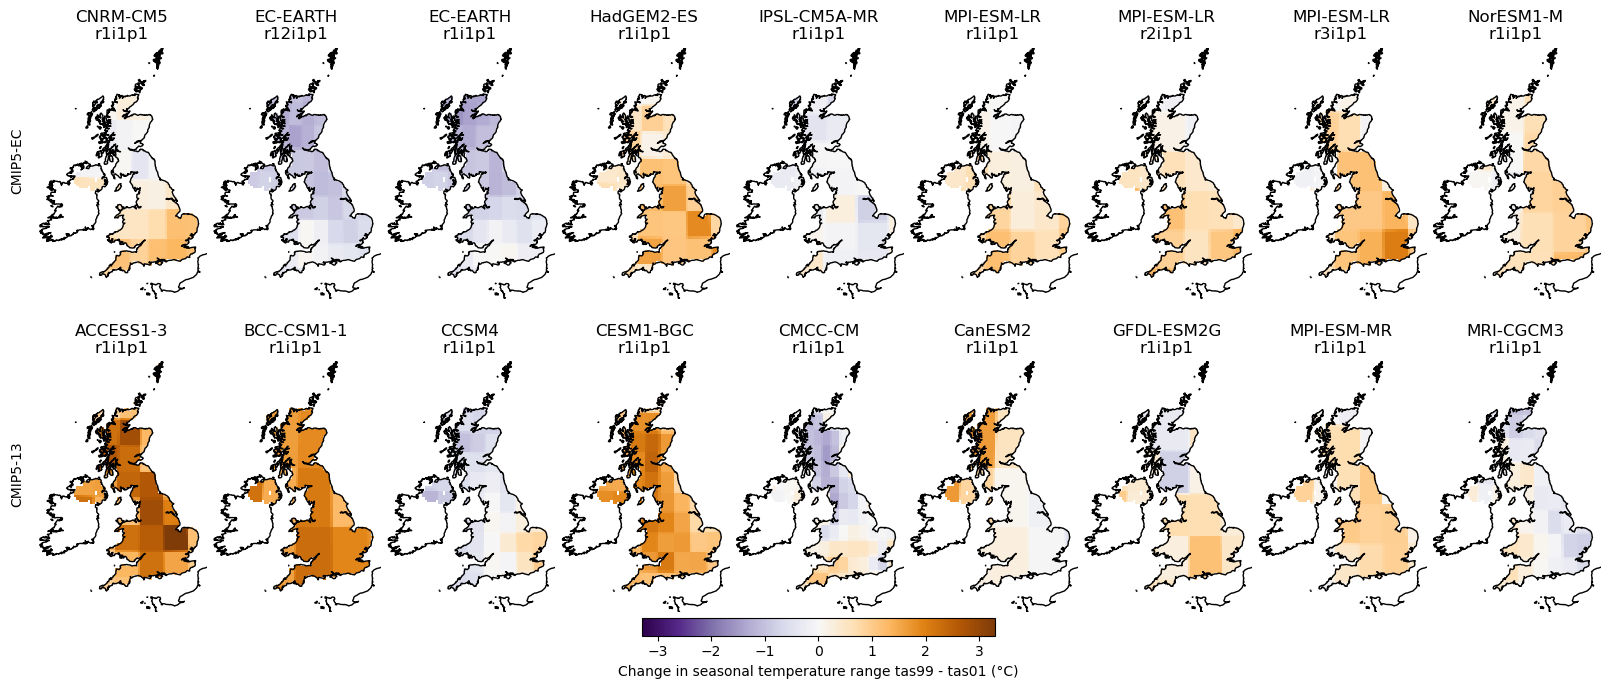 CNRM-CM5
r1i1p1
EC-EARTH
r12i1p1
EC-EARTH
r1i1p1
HadGEM2-ES
r1i1p1
IPSL-CM5A-MR
r1i1p1
MPI-ESM-LR
r1i1p1
MPI-ESM-LR
r2i1p1
MPI-ESM-LR
r3i1p1
NorESM1-M
r1i1p1
CMIP5-EC
ACCESS1-3
r1i1p1
BCC-CSM1-1
r1i1p1
CCSM4
r1i1p1
CESM1-BGC
r1i1p1
CMCC-CM
r1i1p1
CanESM2
r1i1p1
GFDL-ESM2G
r1i1p1
MPI-ESM-MR
r1i1p1
MRI-CGCM3
r1i1p1
CMIP5-13
−3 −2 −1 0 1 2 3
Change in seasonal temperature range tas99 - tas01 (°C)